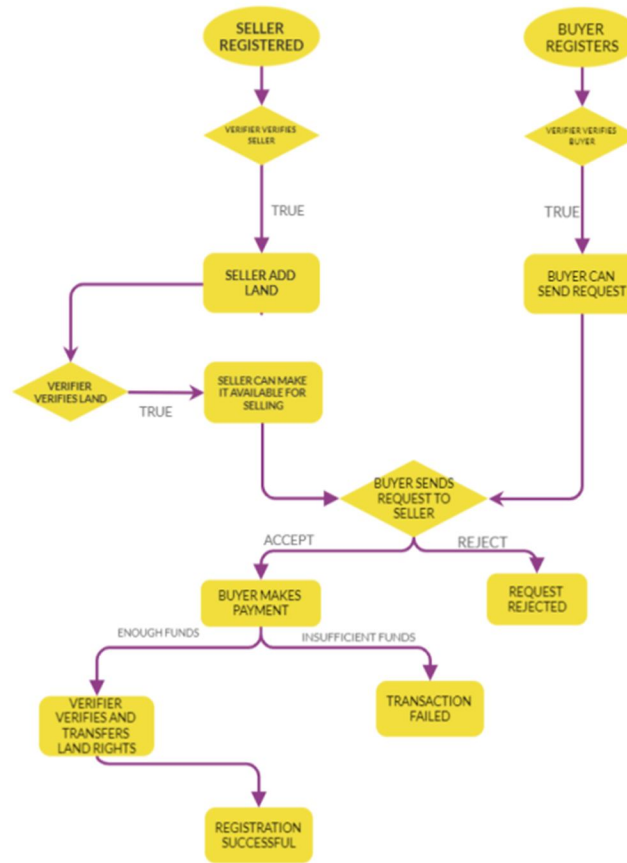 SELLER
REGISTERED
BUYER
REGISTERS
VERIFIER VERIFIES
SELLER
VERIFIER VERIFIES
BUYER
TRUE
TRUE
SELLER ADD
LAND
BUYER CAN
SEND REQUEST
VERIFIER
VERIFIES LAND
TRUE
SELLER CAN MAKE
IT AVAILABLE FOR
SELLING
BUYER SENDS
REQUEST TO
SELLER
ACCEPT
REJECT
BUYER MAKES
PAYMENT
REQUEST
REJECTED
ENOUGH FUNDS
INSUFFICIENT FUNDS
VERIFIER
VERIFIES AND
TRANSFERS
LAND RIGHTS
TRANSACTION
FAILED
REGISTRATION
SUCCESSFUL